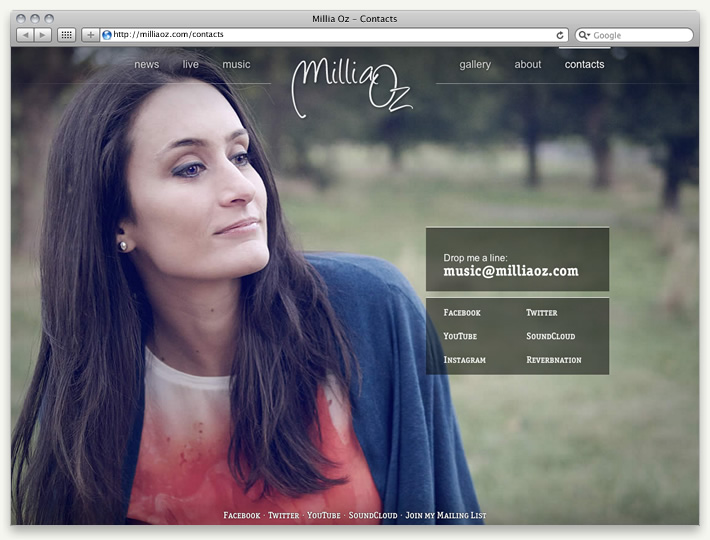 Millia Oz – Contacts
http://milliaoz.com/contacts
Google
news live music
Millia Oz
gallery about contacts
Drop me a line:
music@milliaoz.com
Facebook Twitter
YouTube SoundCloud
Instagram Reverbnation
Facebook · Twitter · YouTube · SoundCloud · Join my Mailing List